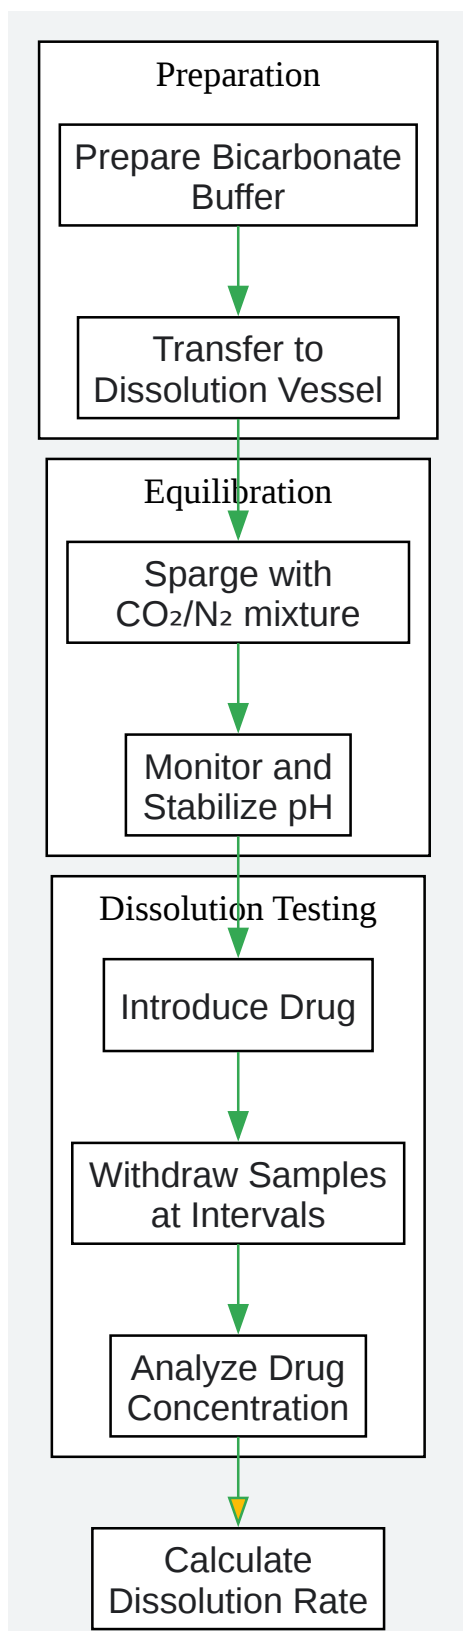 Preparation
Prepare Bicarbonate
Buffer
Transfer to
Dissolution Vessel
Equilibration
Sparge with
CO₂/N₂ mixture
Monitor and
Stabilize pH
Dissolution Testing
Introduce Drug
Withdraw Samples
at Intervals
Analyze Drug
Concentration
Calculate
Dissolution Rate